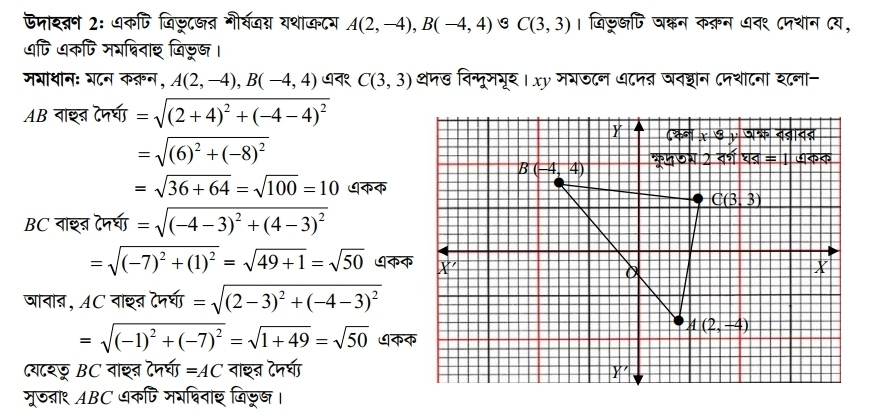 উদাহরণ 2: একটি ত্রিভুজের শীর্ষত্রয় যথাক্রমে A(2, −4), B( −4, 4) ও C(3, 3)। ত্রিভুজটি অঙ্কন করুন এবং দেখান যে,
এটি একটি সমদ্বিবাহু ত্রিভুজ।
সমাধান: মনে করুন, A(2, −4), B( −4, 4) এবং C(3, 3) প্রদত্ত বিন্দুসমূহ। xy সমতলে এদের অবস্থান দেখানো হলো−
AB বাহুর দৈর্ঘ্য = √((2 + 4)² + (−4 − 4)²)
= √((6)² + (−8)²)
= √(36 + 64) = √100 = 10 একক
BC বাহুর দৈর্ঘ্য = √((−4 − 3)² + (4 − 3)²)
= √((−7)² + (1)²) = √(49 + 1) = √50 একক
আবার, AC বাহুর দৈর্ঘ্য = √((2 − 3)² + (−4 − 3)²)
= √((−1)² + (−7)²) = √(1 + 49) = √50 একক
যেহেতু BC বাহুর দৈর্ঘ্য =AC বাহুর দৈর্ঘ্য
সুতরাং ABC একটি সমদ্বিবাহু ত্রিভুজ।
Y
স্কেল x ও y অক্ষ বরাবর
ক্ষুদ্রতম 2 বর্গ ঘর = 1 একক
B (−4, 4)
C(3, 3)
X′
X
O
A (2, −4)
Y′